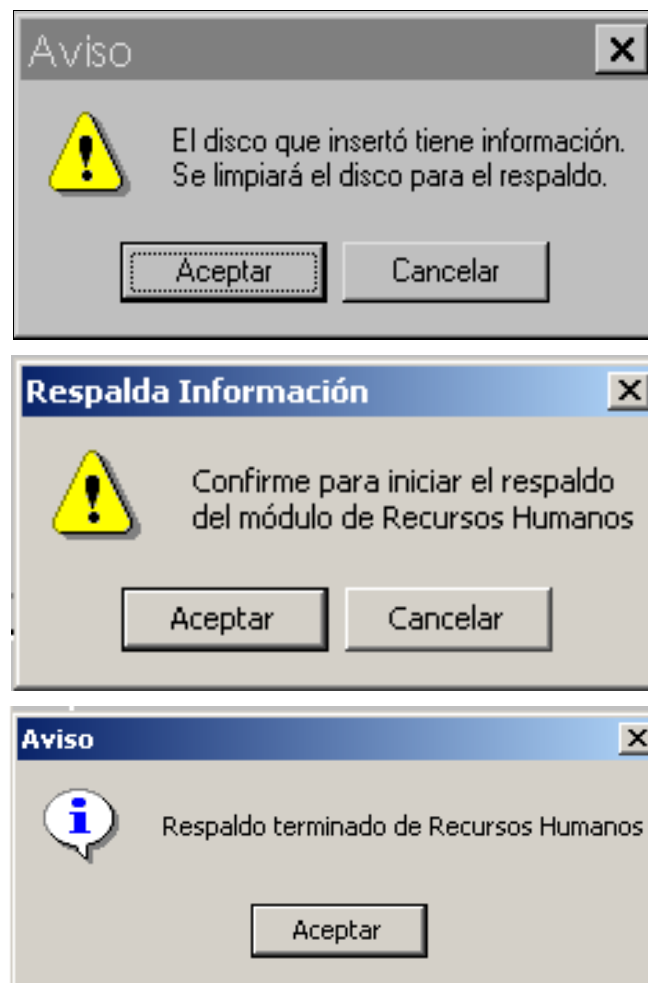 Aviso
El disco que insertó tiene información.
Se limpiará el disco para el respaldo.
Aceptar Cancelar
Respalda Información
Confirme para iniciar el respaldo
del módulo de Recursos Humanos
Aceptar Cancelar
Aviso
Respaldo terminado de Recursos Humanos
Aceptar